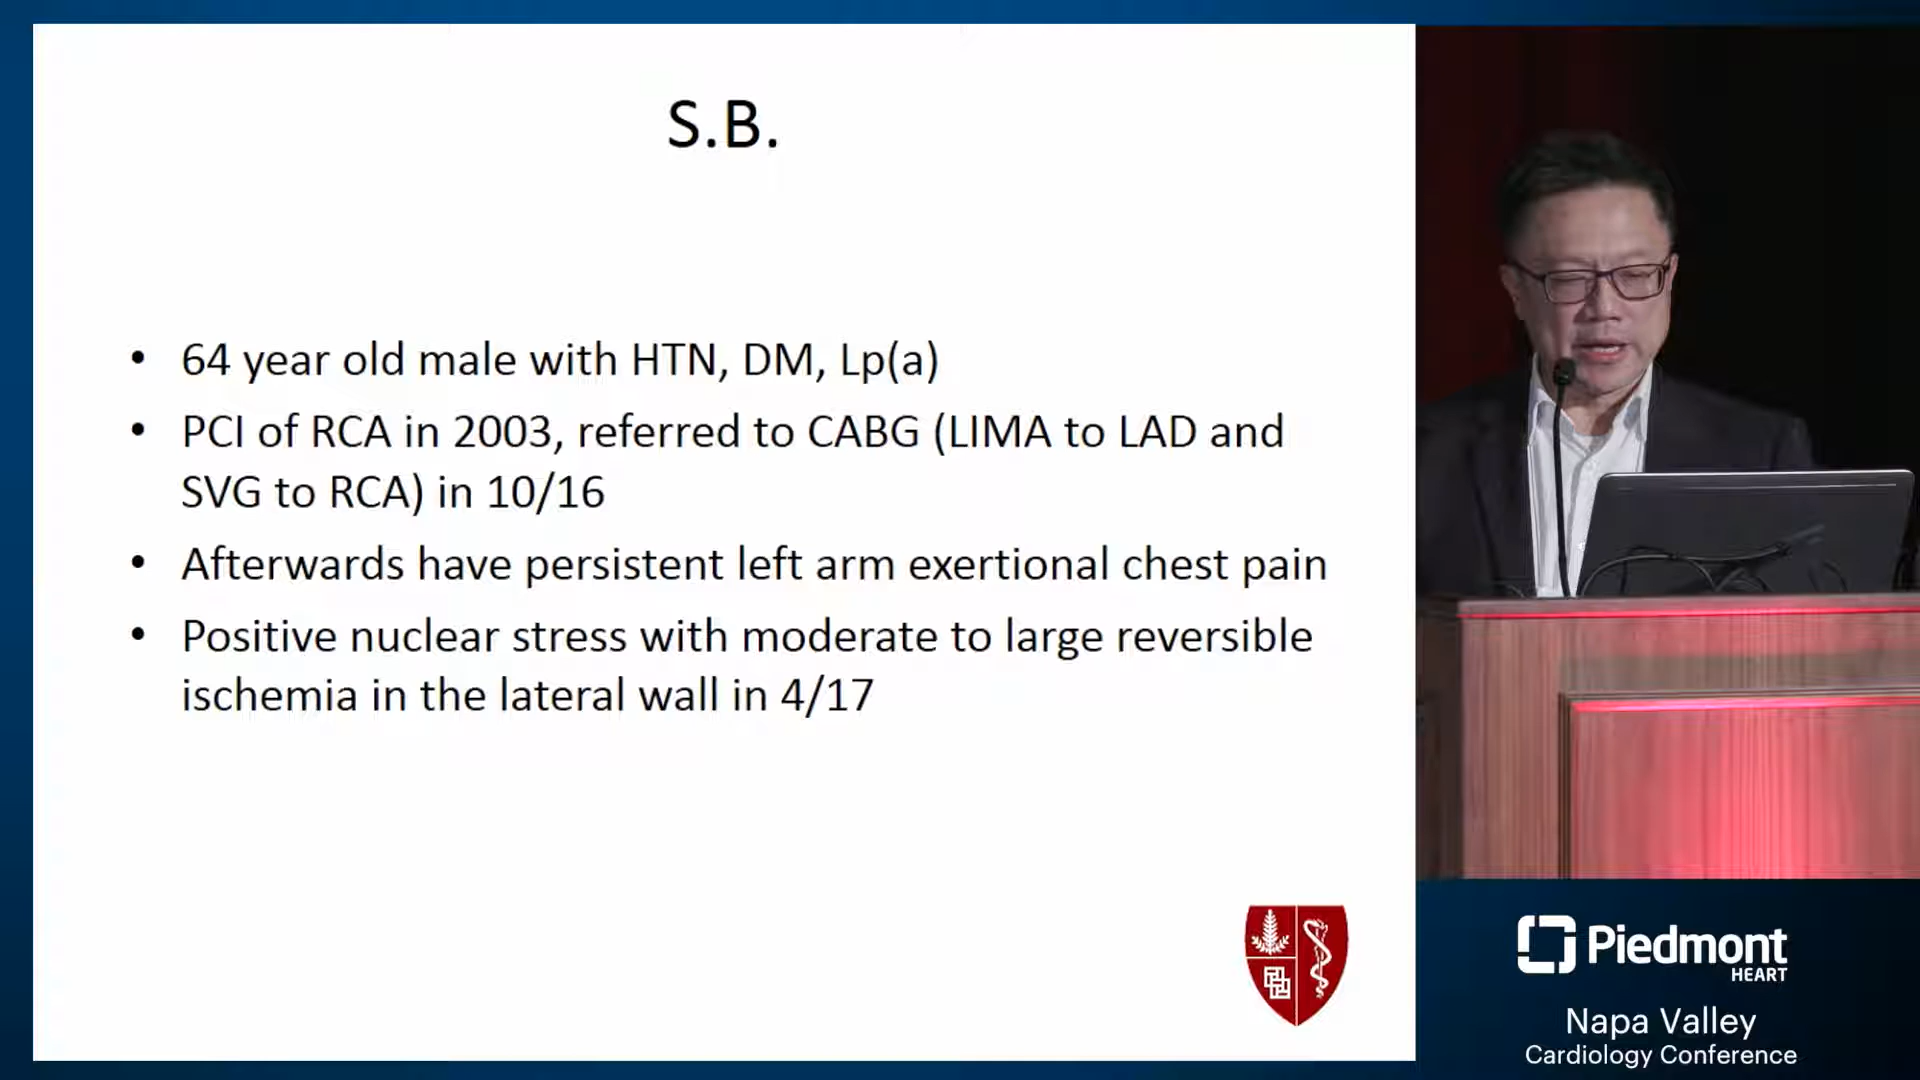 S.B.
• 64 year old male with HTN, DM, Lp(a)
• PCI of RCA in 2003, referred to CABG (LIMA to LAD and
SVG to RCA) in 10/16
• Afterwards have persistent left arm exertional chest pain
• Positive nuclear stress with moderate to large reversible
ischemia in the lateral wall in 4/17
Piedmont
HEART
Napa Valley
Cardiology Conference